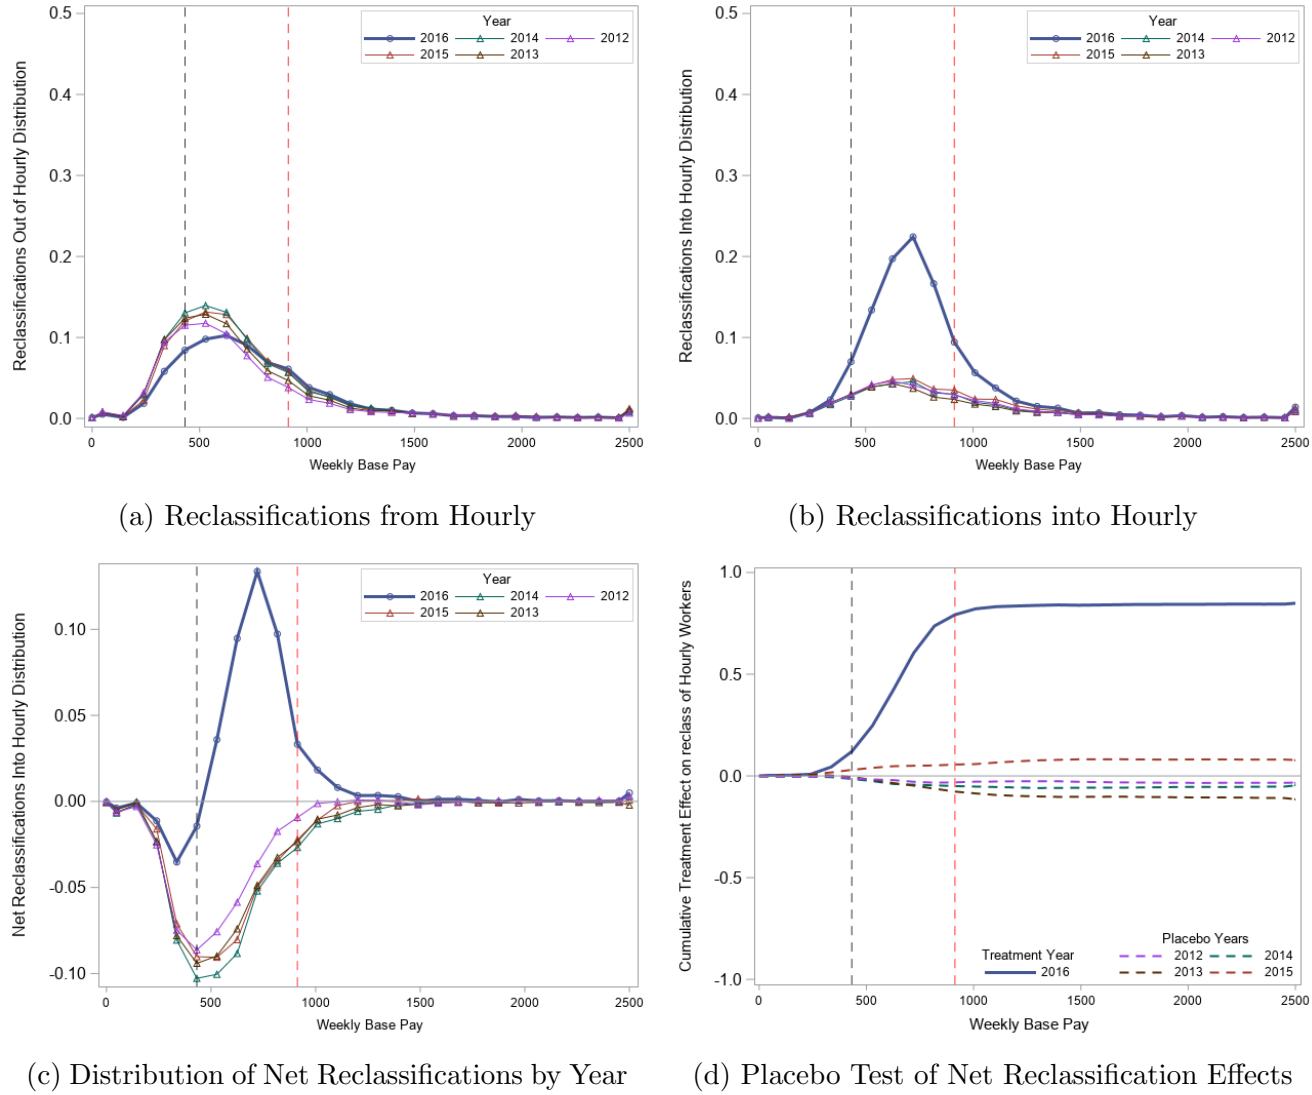 Reclassifications Out of Hourly Distribution
0.5
0.4
0.3
0.2
0.1
0.0
Year
2016 2014 2012
2015 2013
0 500 1000 1500 2000 2500
Weekly Base Pay
(a) Reclassifications from Hourly
Reclassifications Into Hourly Distribution
0.5
0.4
0.3
0.2
0.1
0.0
Year
2016 2014 2012
2015 2013
0 500 1000 1500 2000 2500
Weekly Base Pay
(b) Reclassifications into Hourly
Net Reclassifications Into Hourly Distribution
0.10
0.05
0.00
-0.05
-0.10
Year
2016 2014 2012
2015 2013
0 500 1000 1500 2000 2500
Weekly Base Pay
(c) Distribution of Net Reclassifications by Year
Cumulative Treatment Effect on reclass of Hourly Workers
1.0
0.5
0.0
-0.5
-1.0
Treatment Year
2016
Placebo Years
2012 2014
2013 2015
0 500 1000 1500 2000 2500
Weekly Base Pay
(d) Placebo Test of Net Reclassification Effects